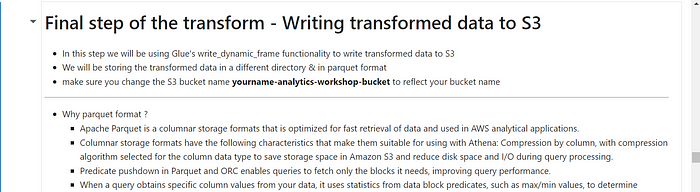 Final step of the transform - Writing transformed data to S3
In this step we will be using Glue's write_dynamic_frame functionality to write transformed data to S3
We will be storing the transformed data in a different directory & in parquet format
make sure you change the S3 bucket name yourname-analytics-workshop-bucket to reflect your bucket name
Why parquet format ?
Apache Parquet is a columnar storage formats that is optimized for fast retrieval of data and used in AWS analytical applications.
Columnar storage formats have the following characteristics that make them suitable for using with Athena: Compression by column, with compression
algorithm selected for the column data type to save storage space in Amazon S3 and reduce disk space and I/O during query processing.
Predicate pushdown in Parquet and ORC enables queries to fetch only the blocks it needs, improving query performance.
When a query obtains specific column values from your data, it uses statistics from data block predicates, such as max/min values, to determine